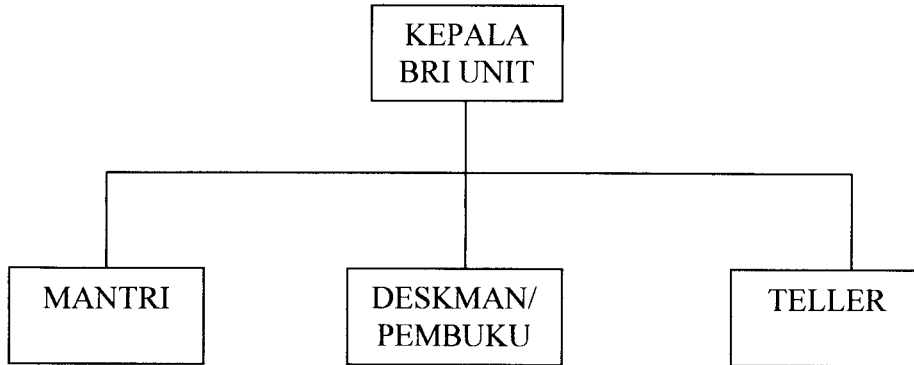 KEPALA
BRI UNIT
MANTRI
DESKMAN/
PEMBUKU
TELLER